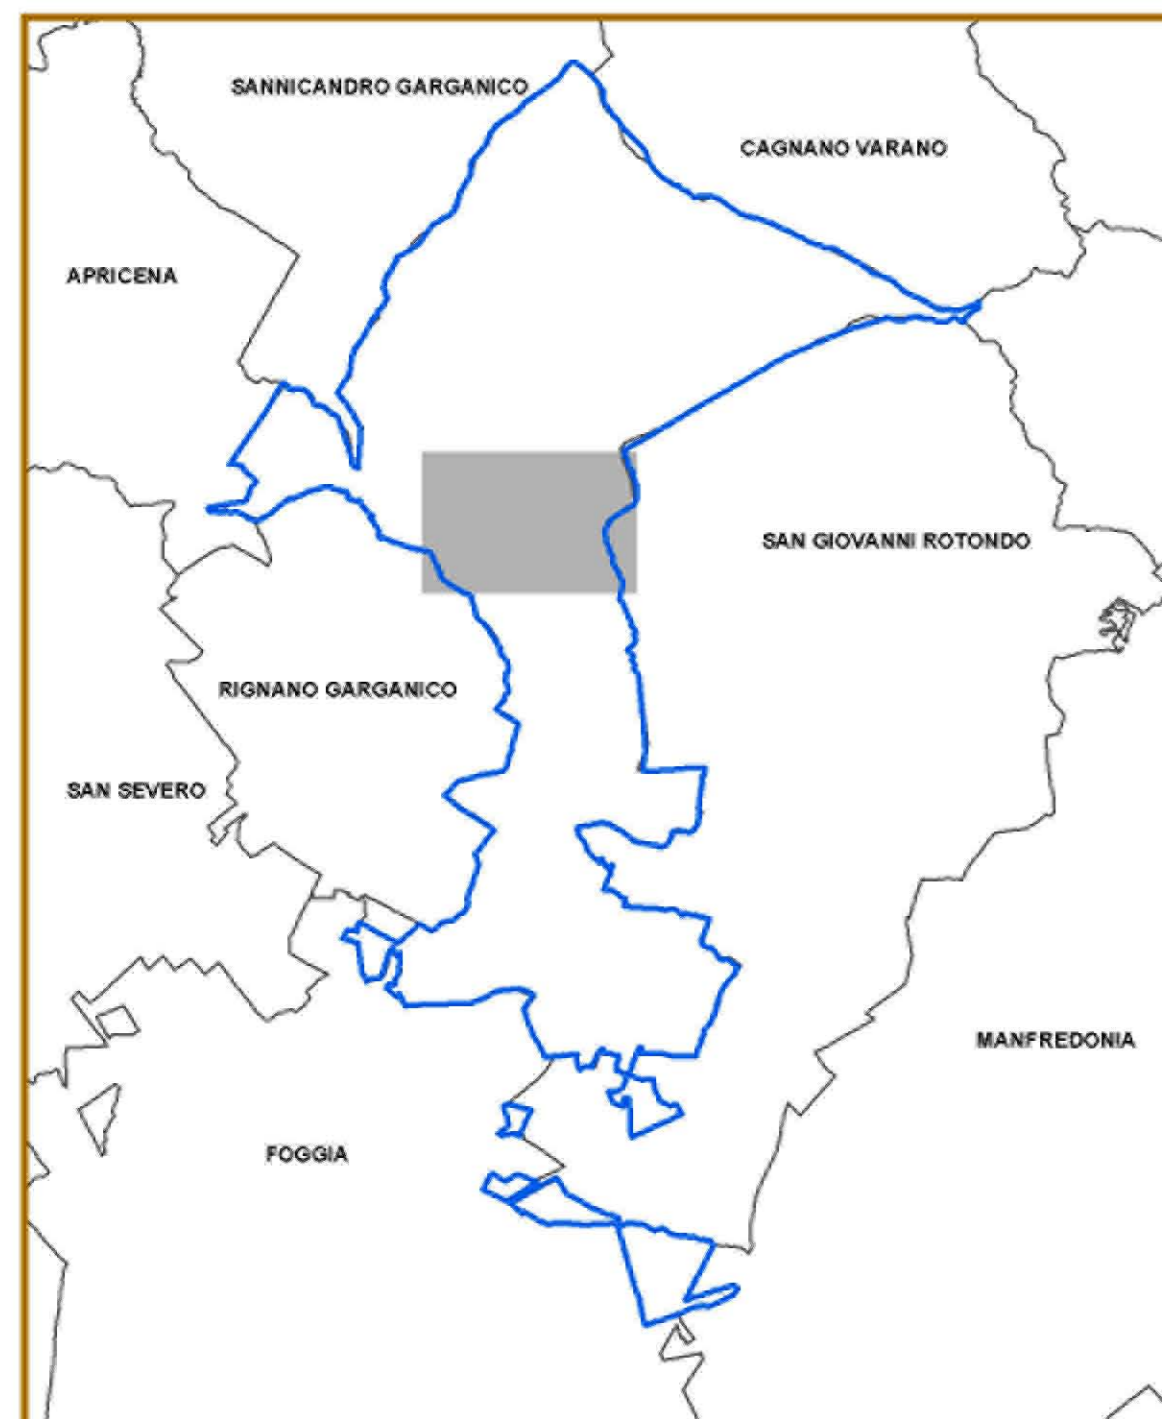 SANNICANDRO GARGANICO
CAGNANO VARANO
APRICENA
SAN GIOVANNI ROTONDO
RIGNANO GARGANICO
SAN SEVERO
MANFREDONIA
FOGGIA